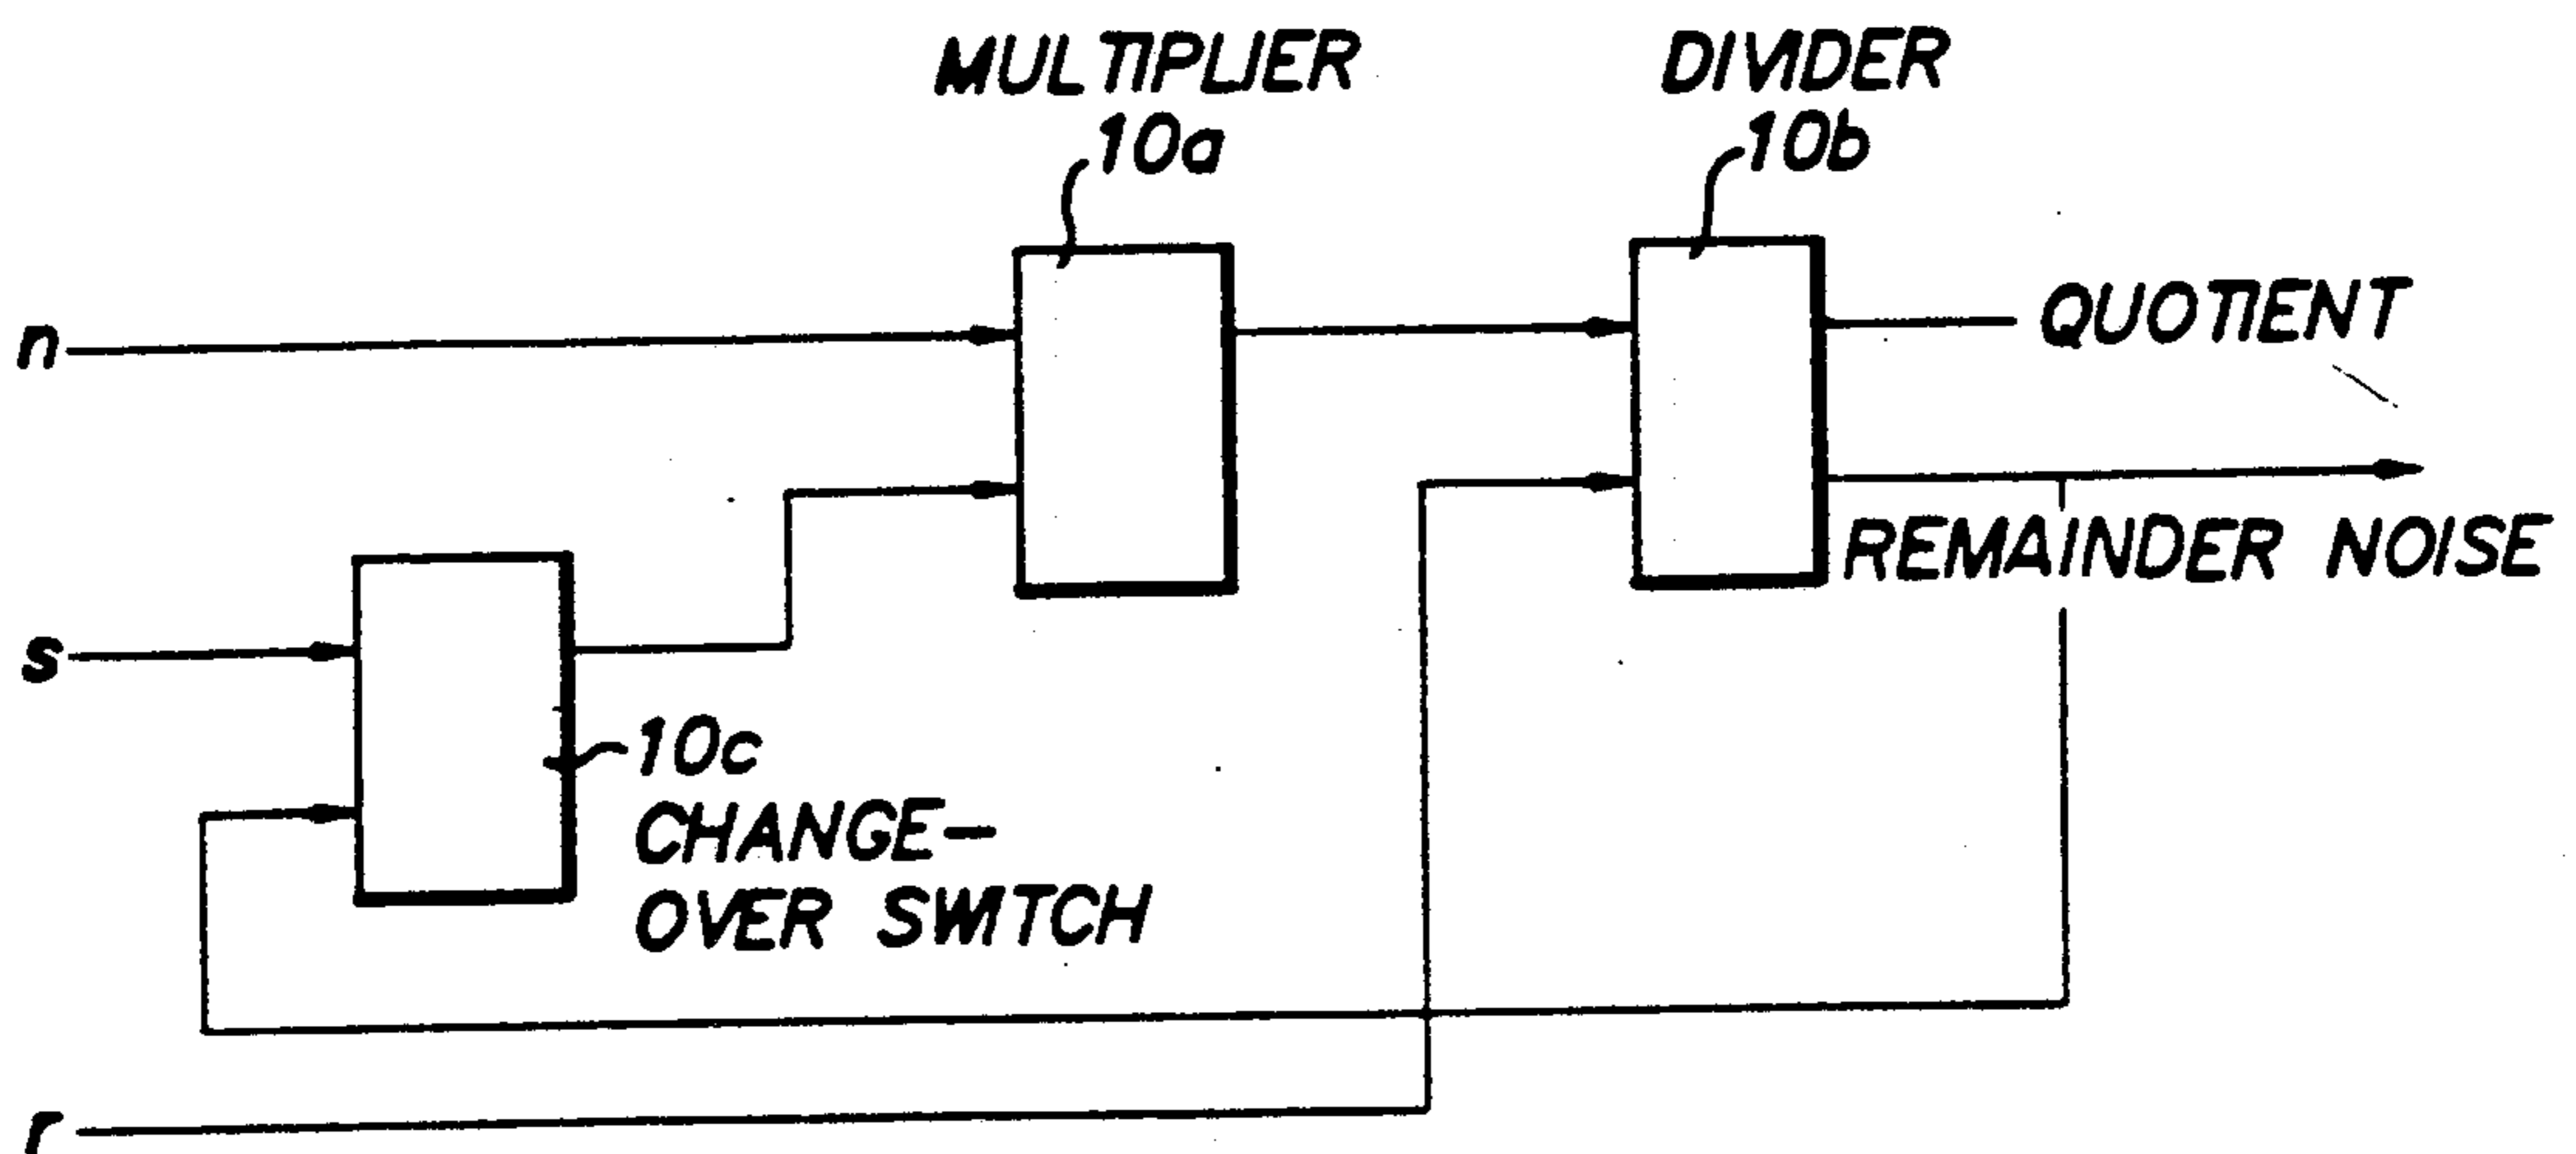 MULTIPLIER
10a
DIVIDER
10b
n
QUOTIENT
REMAINDER NOISE
s
10c
CHANGE-
OVER SWITCH
r